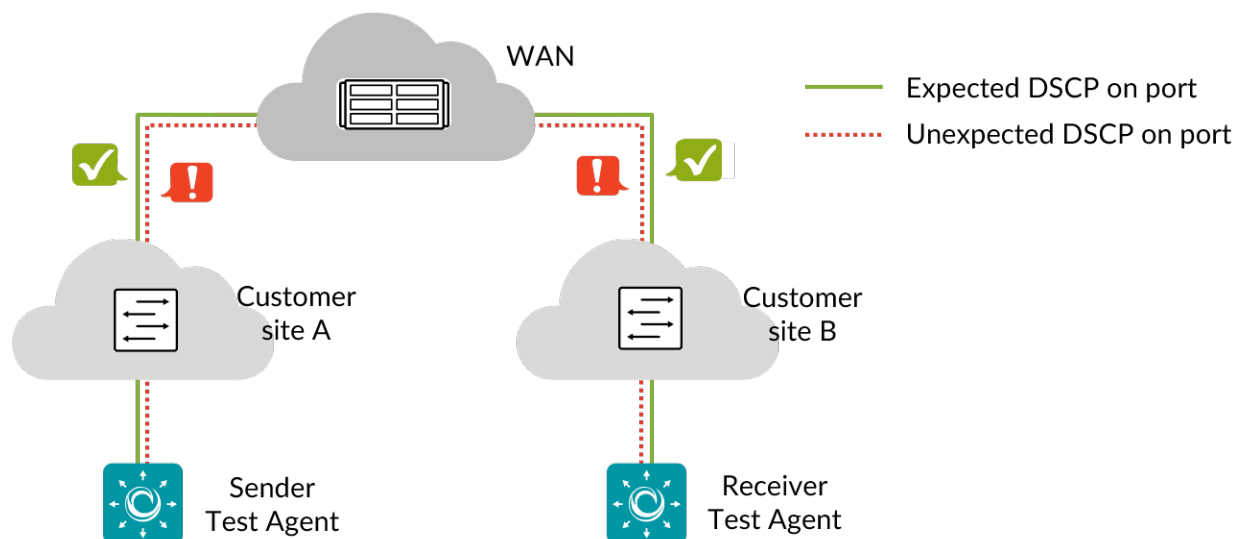 WAN
Expected DSCP on port
Unexpected DSCP on port
Customer
site A
Customer
site B
Sender
Test Agent
Receiver
Test Agent